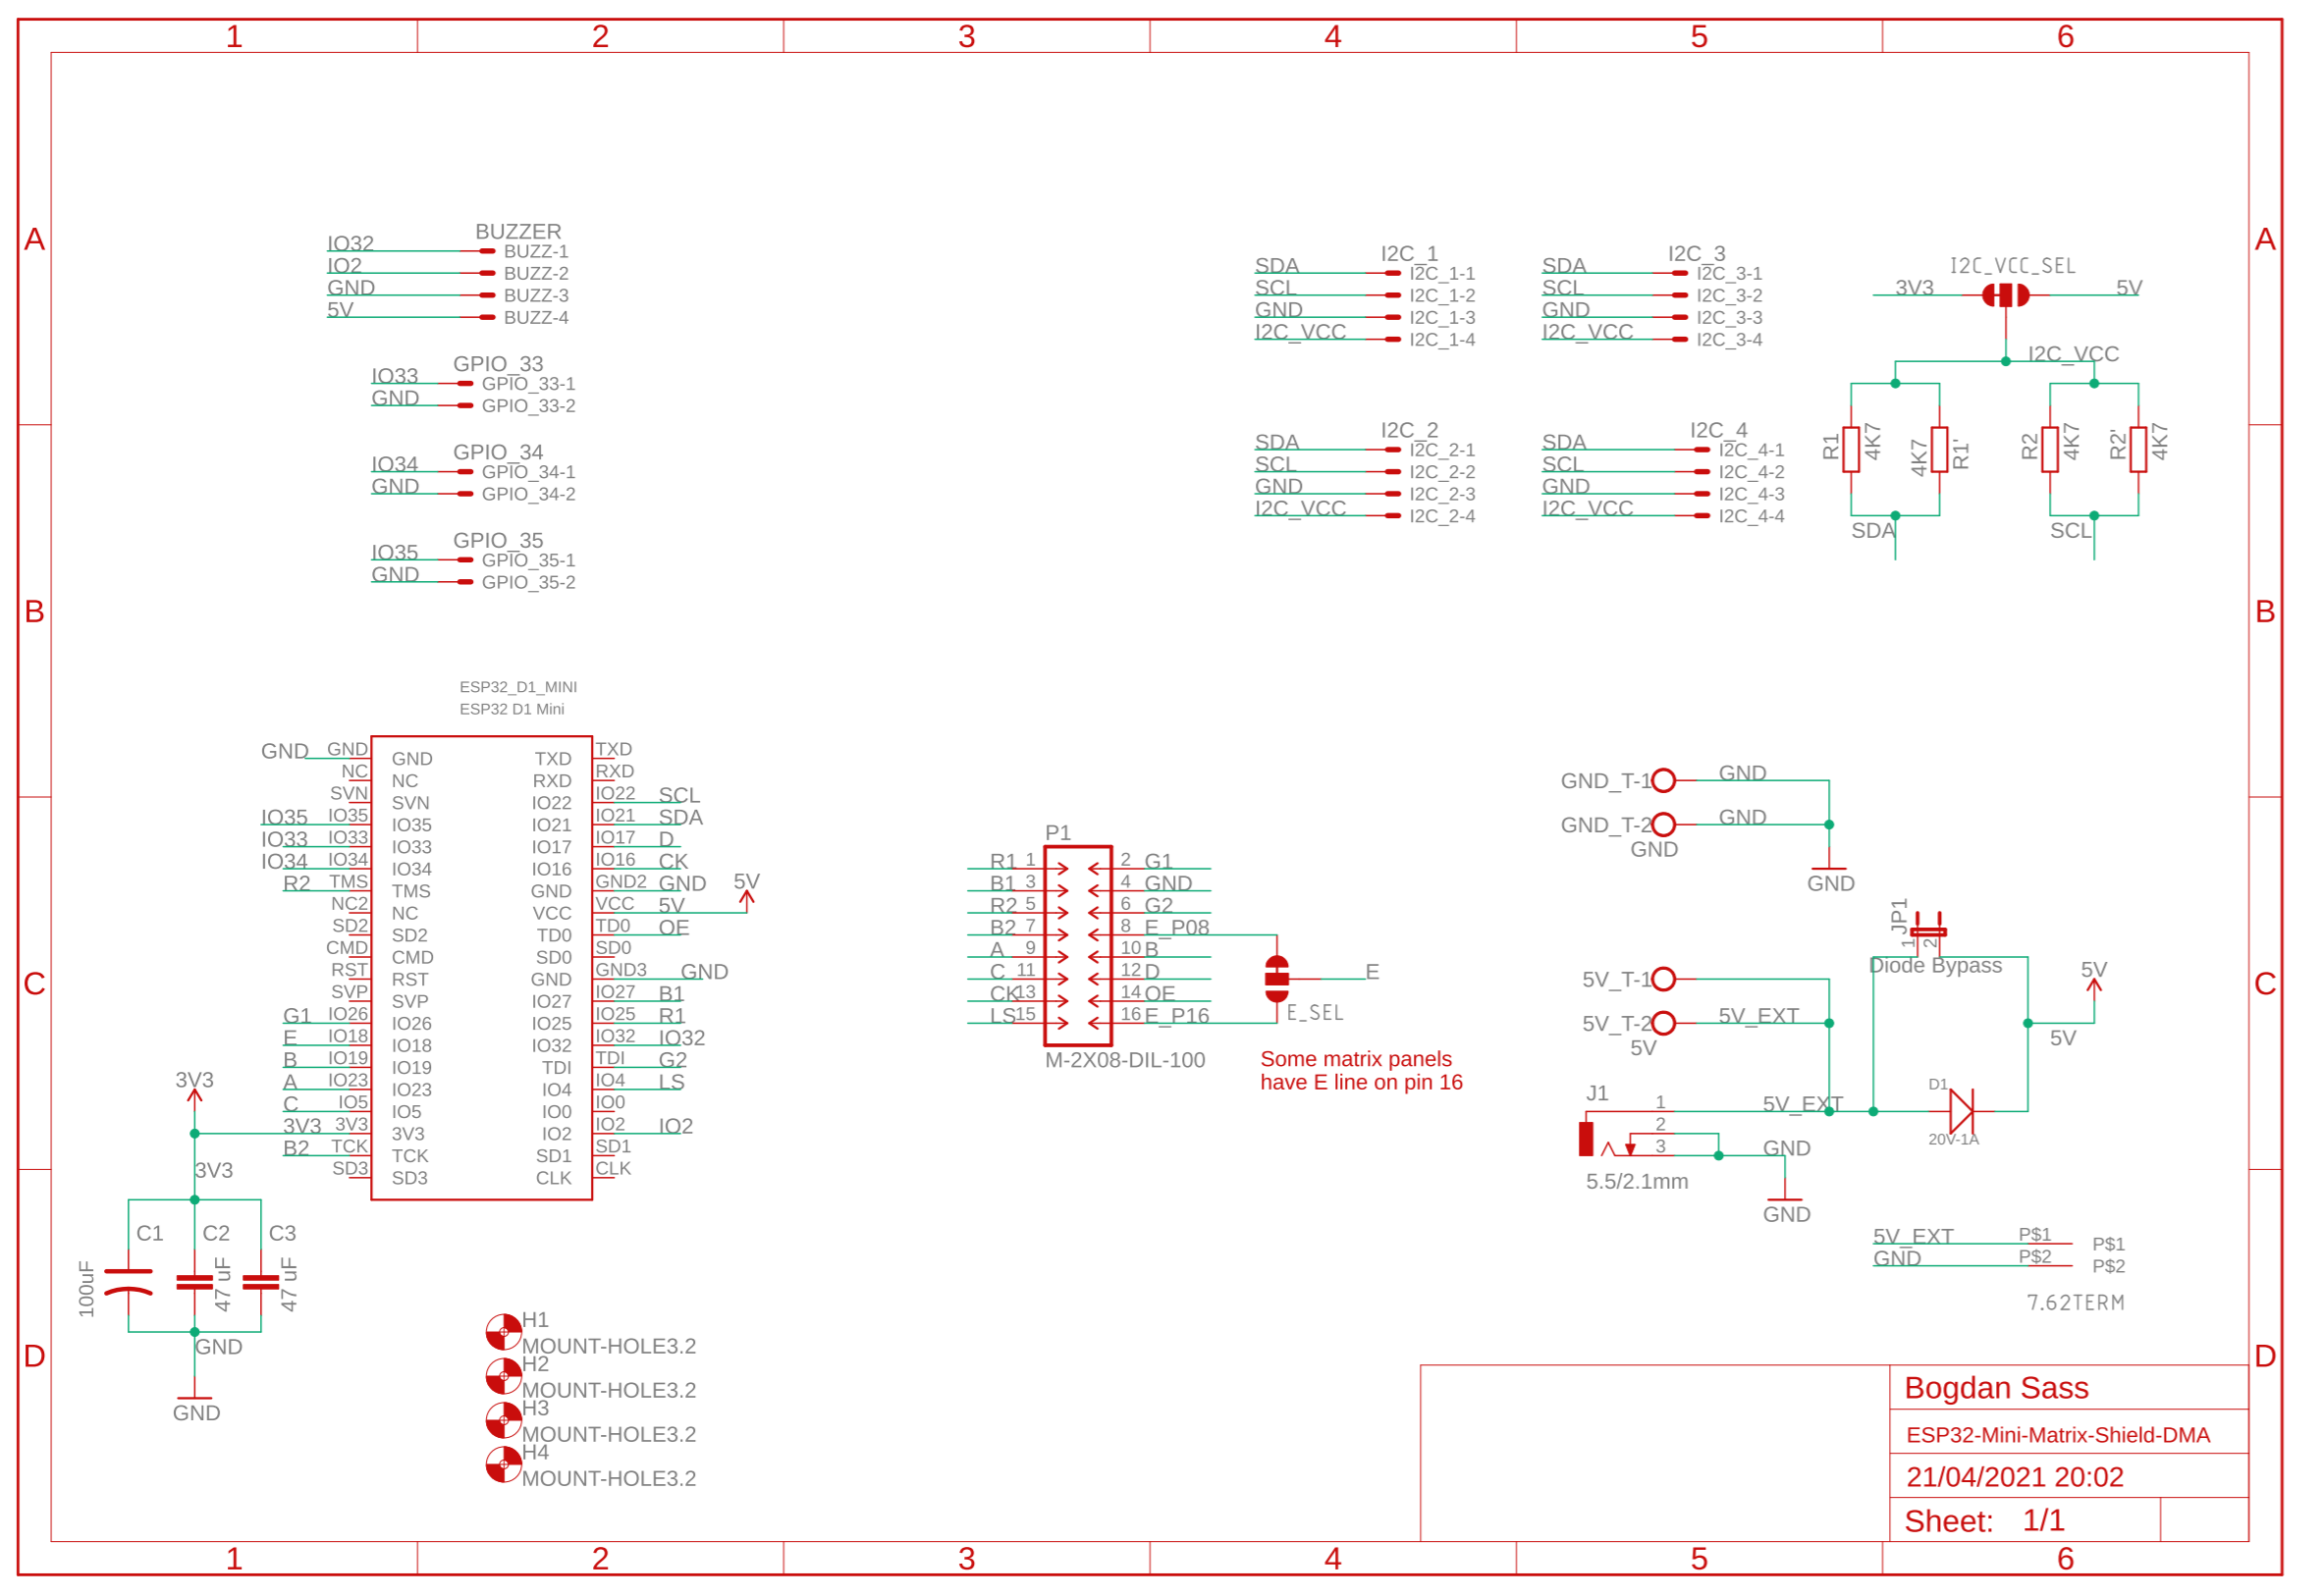 1 2 3 4 5 6
A A
B B
C C
D D
BUZZER
IO32 BUZZ-1
IO2 BUZZ-2
GND BUZZ-3
5V BUZZ-4
GPIO_33
IO33 GPIO_33-1
GND GPIO_33-2
GPIO_34
IO34 GPIO_34-1
GND GPIO_34-2
GPIO_35
IO35 GPIO_35-1
GND GPIO_35-2
I2C_1
SDA I2C_1-1
SCL I2C_1-2
GND I2C_1-3
I2C_VCC I2C_1-4
I2C_3
SDA I2C_3-1
SCL I2C_3-2
GND I2C_3-3
I2C_VCC I2C_3-4
I2C_2
SDA I2C_2-1
SCL I2C_2-2
GND I2C_2-3
I2C_VCC I2C_2-4
I2C_4
SDA I2C_4-1
SCL I2C_4-2
GND I2C_4-3
I2C_VCC I2C_4-4
I2C_VCC_SEL
3V3 5V
I2C_VCC
R1 4K7 4K7 R1' R2 4K7 R2' 4K7
SDA SCL
ESP32_D1_MINI
ESP32 D1 Mini
GND GND GND TXD TXD
NC NC RXD RXD
SVN SVN IO22 IO22 SCL
IO35 IO35 IO35 IO21 IO21 SDA
IO33 IO33 IO33 IO17 IO17 D
IO34 IO34 IO34 IO16 IO16 CK
R2 TMS TMS GND GND2 GND 5V
NC2 NC VCC VCC 5V
SD2 SD2 TD0 TD0 OE
CMD CMD SD0 SD0
RST RST GND GND3 GND
SVP SVP IO27 IO27 B1
G1 IO26 IO26 IO25 IO25 R1
E IO18 IO18 IO32 IO32 IO32
B IO19 IO19 TDI TDI G2
A IO23 IO23 IO4 IO4 LS
C IO5 IO5 IO0 IO0
3V3 3V3 3V3 IO2 IO2 IO2
B2 TCK TCK SD1 SD1
SD3 SD3 CLK CLK
3V3
3V3
C1 C2 C3
100uF 47 uF 47 uF
GND
GND
H1
MOUNT-HOLE3.2
H2
MOUNT-HOLE3.2
H3
MOUNT-HOLE3.2
H4
MOUNT-HOLE3.2
P1
R1 1 2 G1
B1 3 4 GND
R2 5 6 G2
B2 7 8 E_P08
A 9 10 B
C 11 12 D
CK 13 14 OE
LS 15 16 E_P16
M-2X08-DIL-100
E
E_SEL
Some matrix panels
have E line on pin 16
GND_T-1 GND
GND_T-2 GND
GND
GND
JP1
1 2
Diode Bypass
5V_T-1
5V_T-2 5V_EXT
5V
5V
5V
J1
1 5V_EXT
2
3 GND
5.5/2.1mm
GND
D1
20V-1A
5V_EXT P$1 P$1
GND P$2 P$2
7.62TERM
Bogdan Sass
ESP32-Mini-Matrix-Shield-DMA
21/04/2021 20:02
Sheet: 1/1
1 2 3 4 5 6